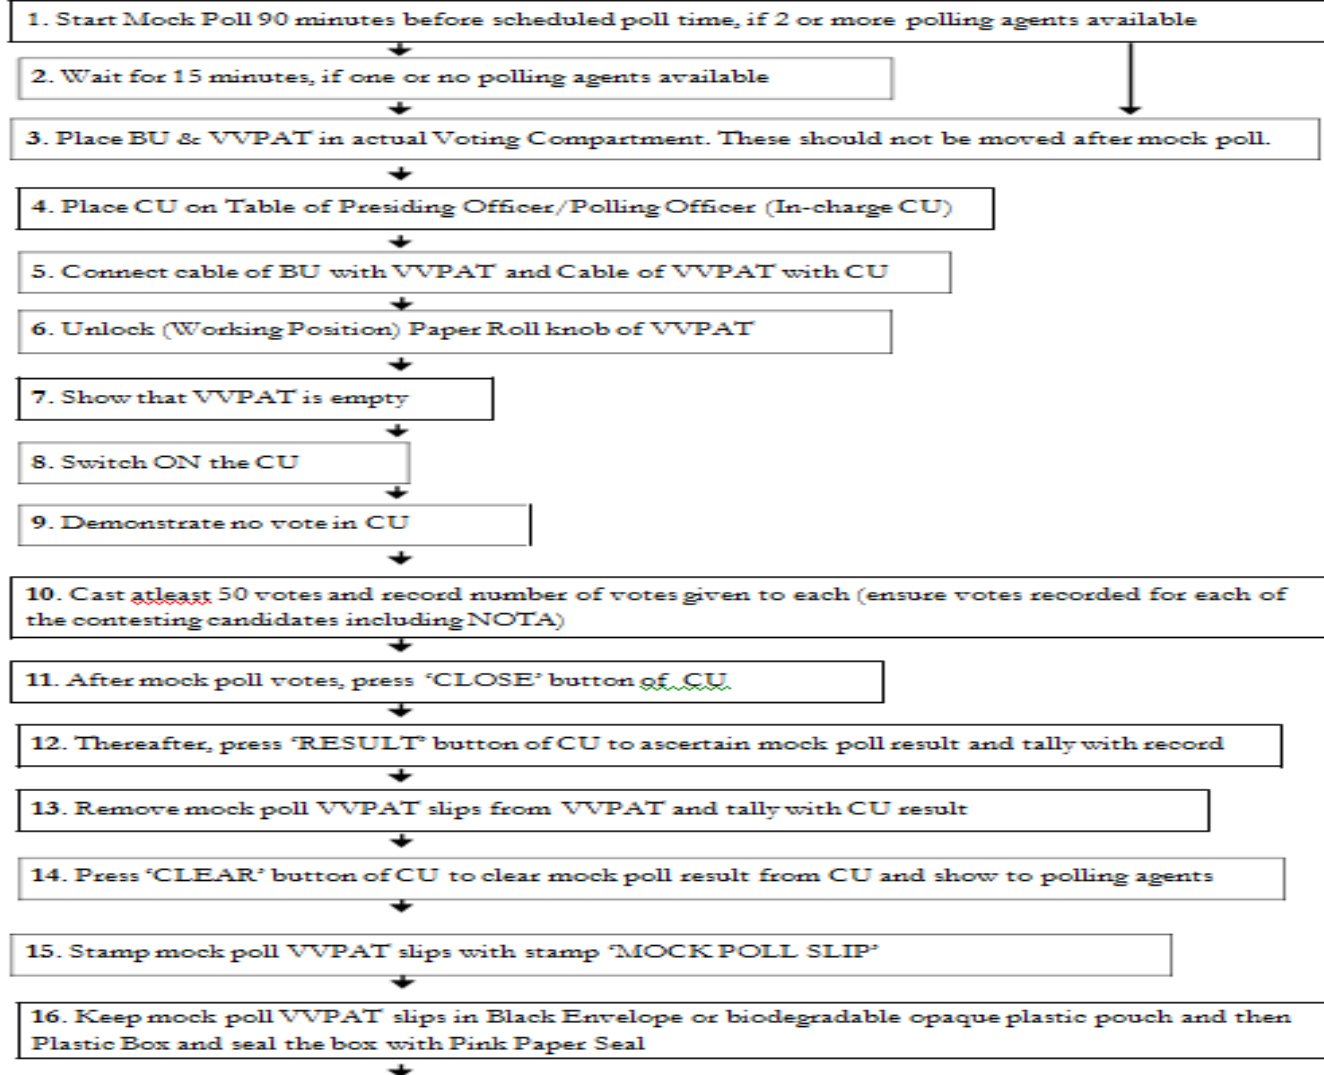 1. Start Mock Poll 90 minutes before scheduled poll time, if 2 or more polling agents available
2. Wait for 15 minutes, if one or no polling agents available
3. Place BU & VVPAT in actual Voting Compartment. These should not be moved after mock poll.
4. Place CU on Table of Presiding Officer/Polling Officer (In-charge CU)
5. Connect cable of BU with VVPAT and Cable of VVPAT with CU
6. Unlock (Working Position) Paper Roll knob of VVPAT
7. Show that VVPAT is empty
8. Switch ON the CU
9. Demonstrate no vote in CU
10. Cast atleast 50 votes and record number of votes given to each (ensure votes recorded for each of
the contesting candidates including NOTA)
11. After mock poll votes, press ‘CLOSE’ button of CU
12. Thereafter, press ‘RESULT’ button of CU to ascertain mock poll result and tally with record
13. Remove mock poll VVPAT slips from VVPAT and tally with CU result
14. Press ‘CLEAR’ button of CU to clear mock poll result from CU and show to polling agents
15. Stamp mock poll VVPAT slips with stamp ‘MOCK POLL SLIP’
16. Keep mock poll VVPAT slips in Black Envelope or biodegradable opaque plastic pouch and then
Plastic Box and seal the box with Pink Paper Seal